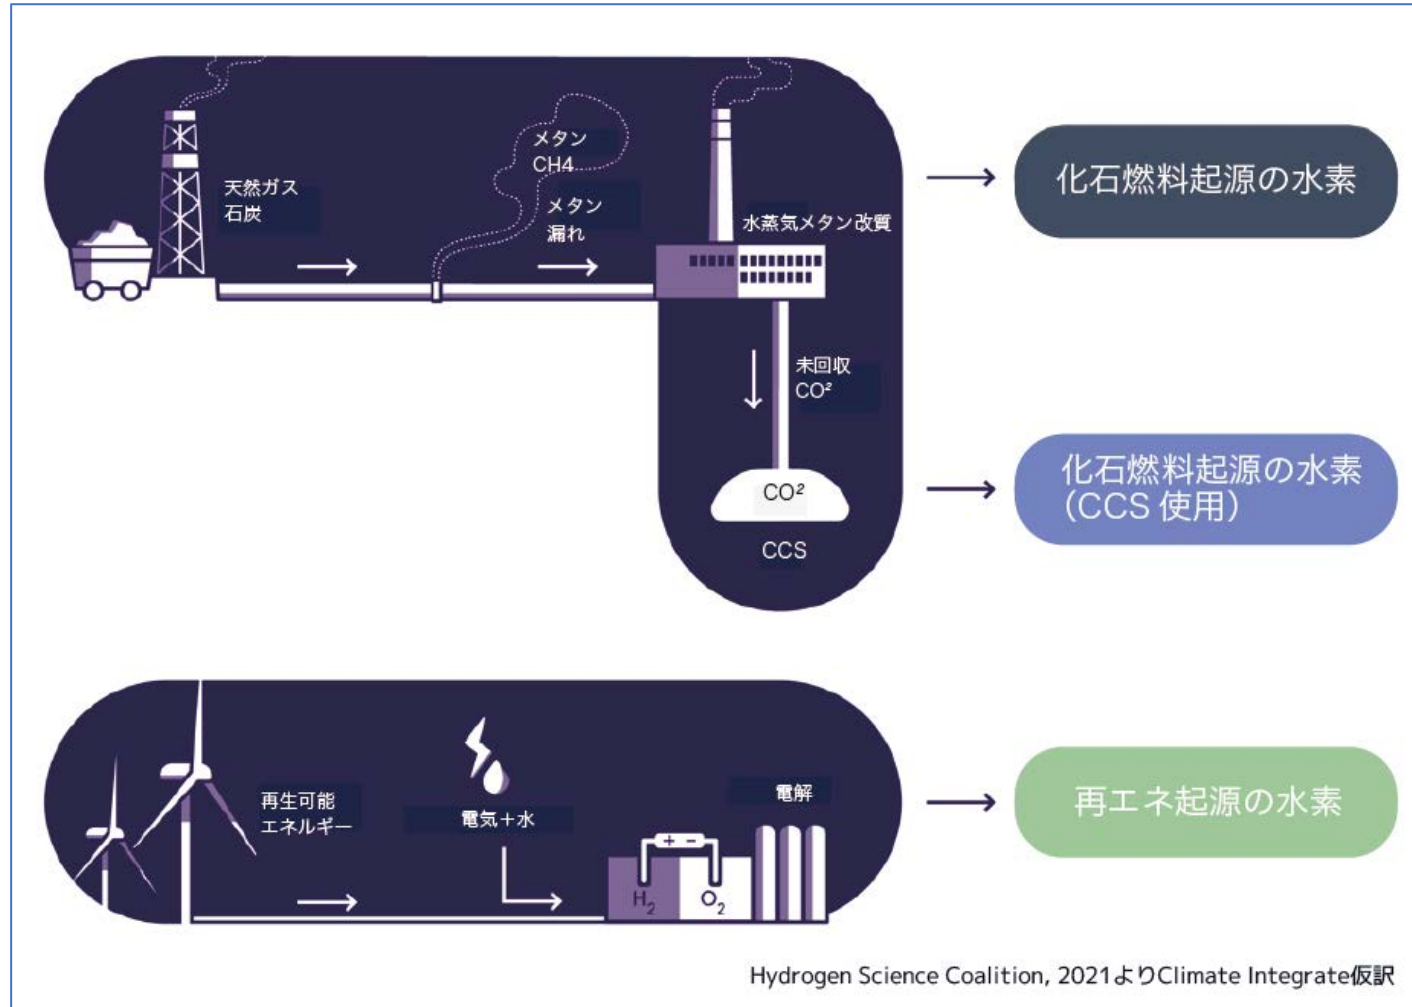 天然ガス
石炭
メタン
CH4
メタン
漏れ
水蒸気メタン改質
未回収
CO²
CO²
CCS
化石燃料起源の水素
化石燃料起源の水素
（CCS 使用）
再生可能
エネルギー
電気＋水
電解
+ -
H₂
O₂
再エネ起源の水素
Hydrogen Science Coalition, 2021よりClimate Integrate仮訳